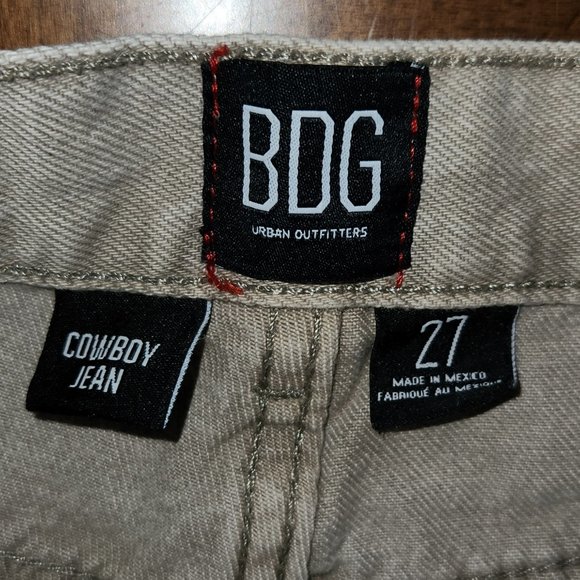 BDG
URBAN OUTFITTERS
COWBOY
JEAN
27
MADE IN MEXICO
FABRIQUÉ AU MEXIQUE